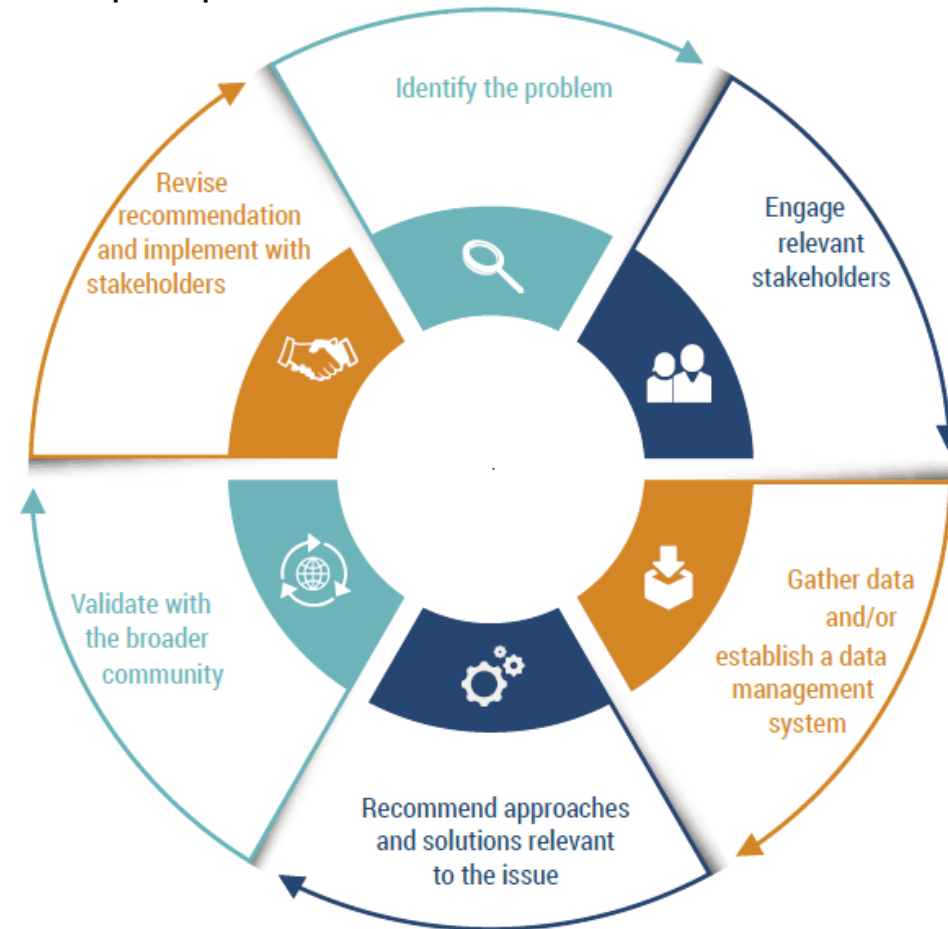 Identify the problem
Engage
relevant
stakeholders
Gather data
and/or
establish a data
management
system
Recommend approaches
and solutions relevant
to the issue
Validate with
the broader
community
Revise
recommendation
and implement with
stakeholders